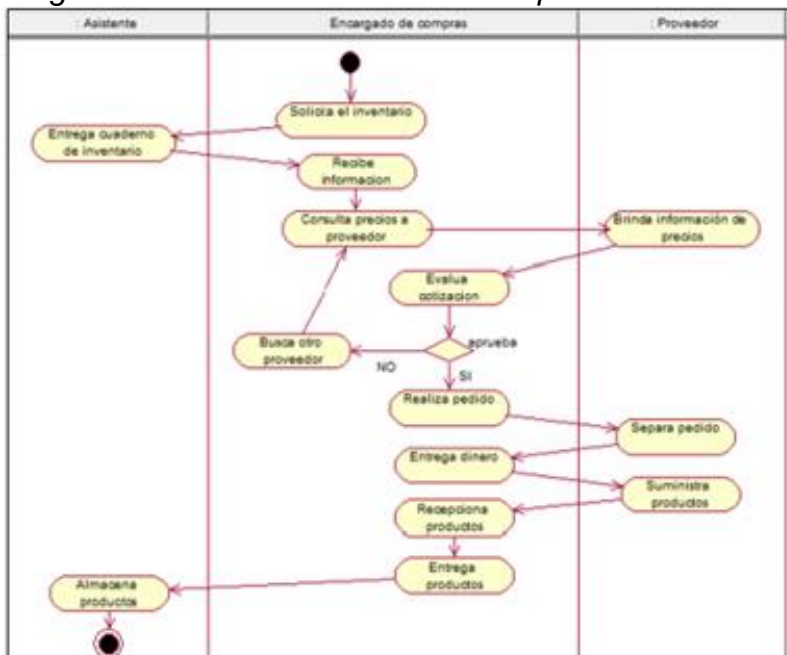 : Asistente
Encargado de compras
: Proveedor
Solicita el inventario
Entrega cuaderno
de inventario
Recibe
informacion
Consulta precios a
proveedor
Brinda información de
precios
Evalua
cotizacion
Busca otro
proveedor
aprueba
NO
SI
Realiza pedido
Separa pedido
Entrega dinero
Suministra
productos
Recepciona
productos
Entrega
productos
Almacena
productos